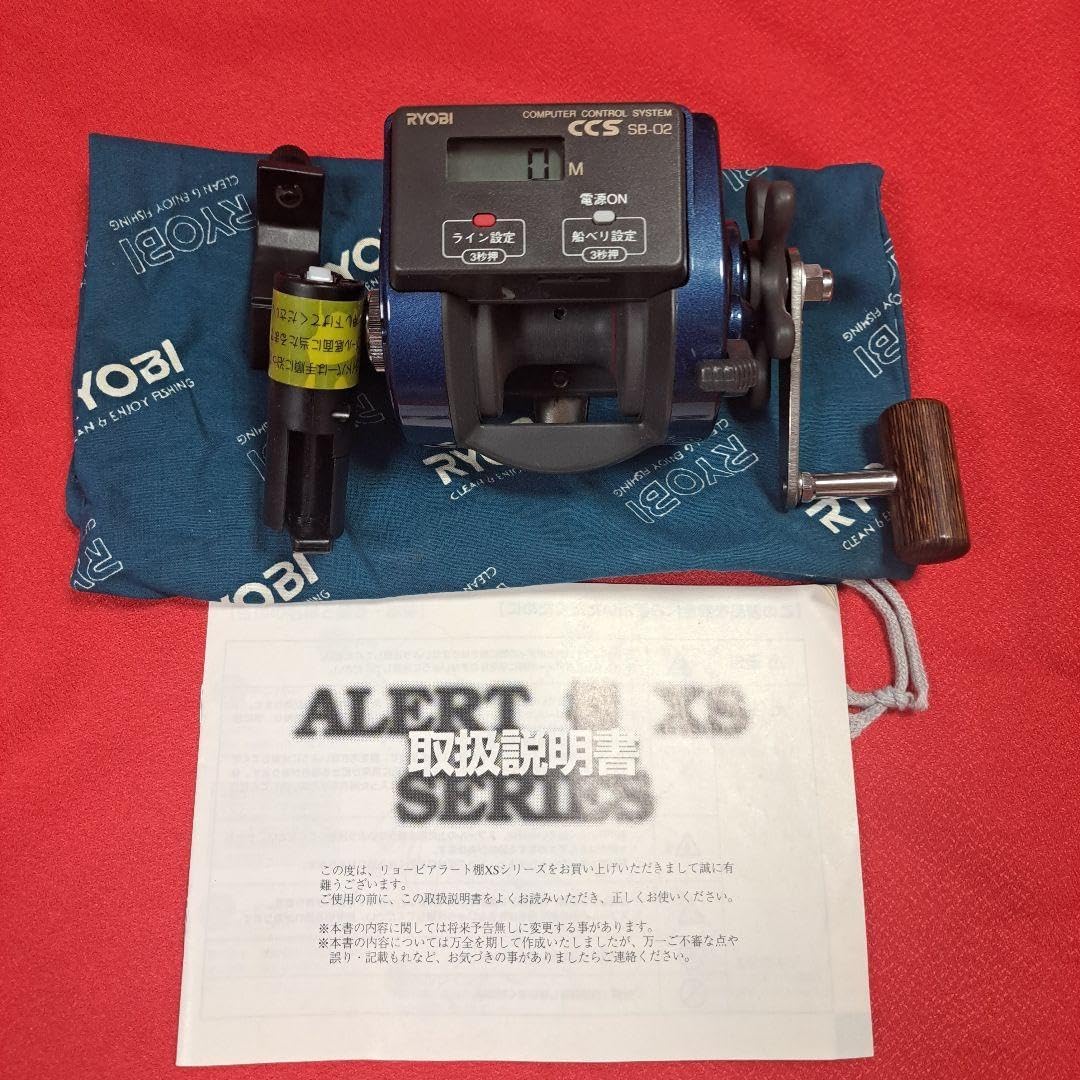 RYOBI
COMPUTER CONTROL SYSTEM
CCS SB-02
0 M
電源ON
ライン設定
船べリ設定
3秒押
3秒押
RYOBI
CLEAN & ENJOY FISHING
RYOBI
RYOBI
CLEAN & ENJOY FISHING
RYOBI
CLEAN & ENJOY FISHING
RYOBI
CLEAN & ENJOY FISHING
RYOBI
CLEAN & ENJOY FISHING
RYOBI
ALERT 棚 XS
取扱説明書
SERIES
この度は、リョービアラート棚XSシリーズをお買い上げいただきまして誠に有
難うございます。
ご使用の前に、この取扱説明書をよくお読みいただき、正しくお使いください。
※本書の内容に関しては将来予告無しに変更する事があります。
※本書の内容については万全を期して作成いたしましたが、万一ご不審な点や
誤り・記載もれなど、お気づきの事がありましたらご連絡ください。